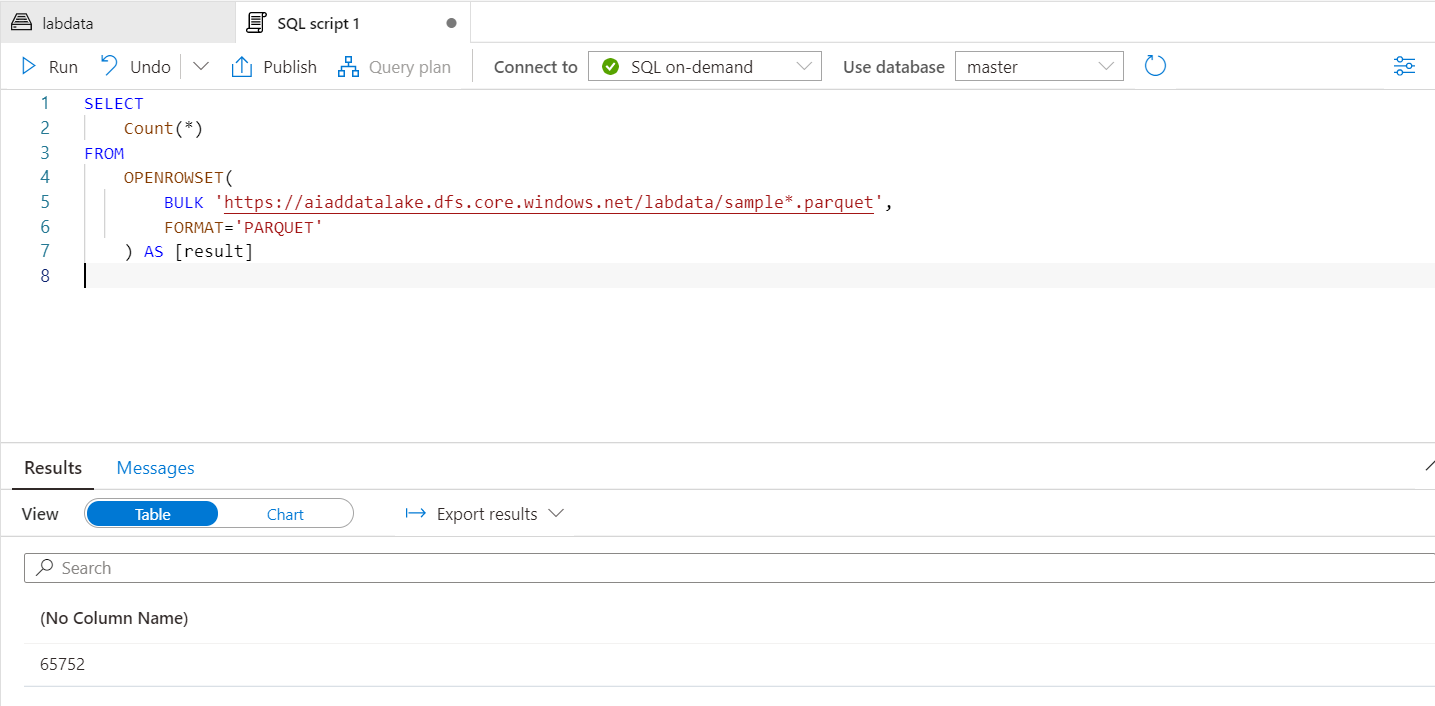 labdata SQL script 1
Run Undo Publish Query plan Connect to SQL on-demand Use database master
1 SELECT
2 Count(*)
3 FROM
4 OPENROWSET(
5 BULK 'https://aiaddatalake.dfs.core.windows.net/labdata/sample*.parquet',
6 FORMAT='PARQUET'
7 ) AS [result]
8
Results Messages
View Table Chart Export results
Search
(No Column Name)
65752